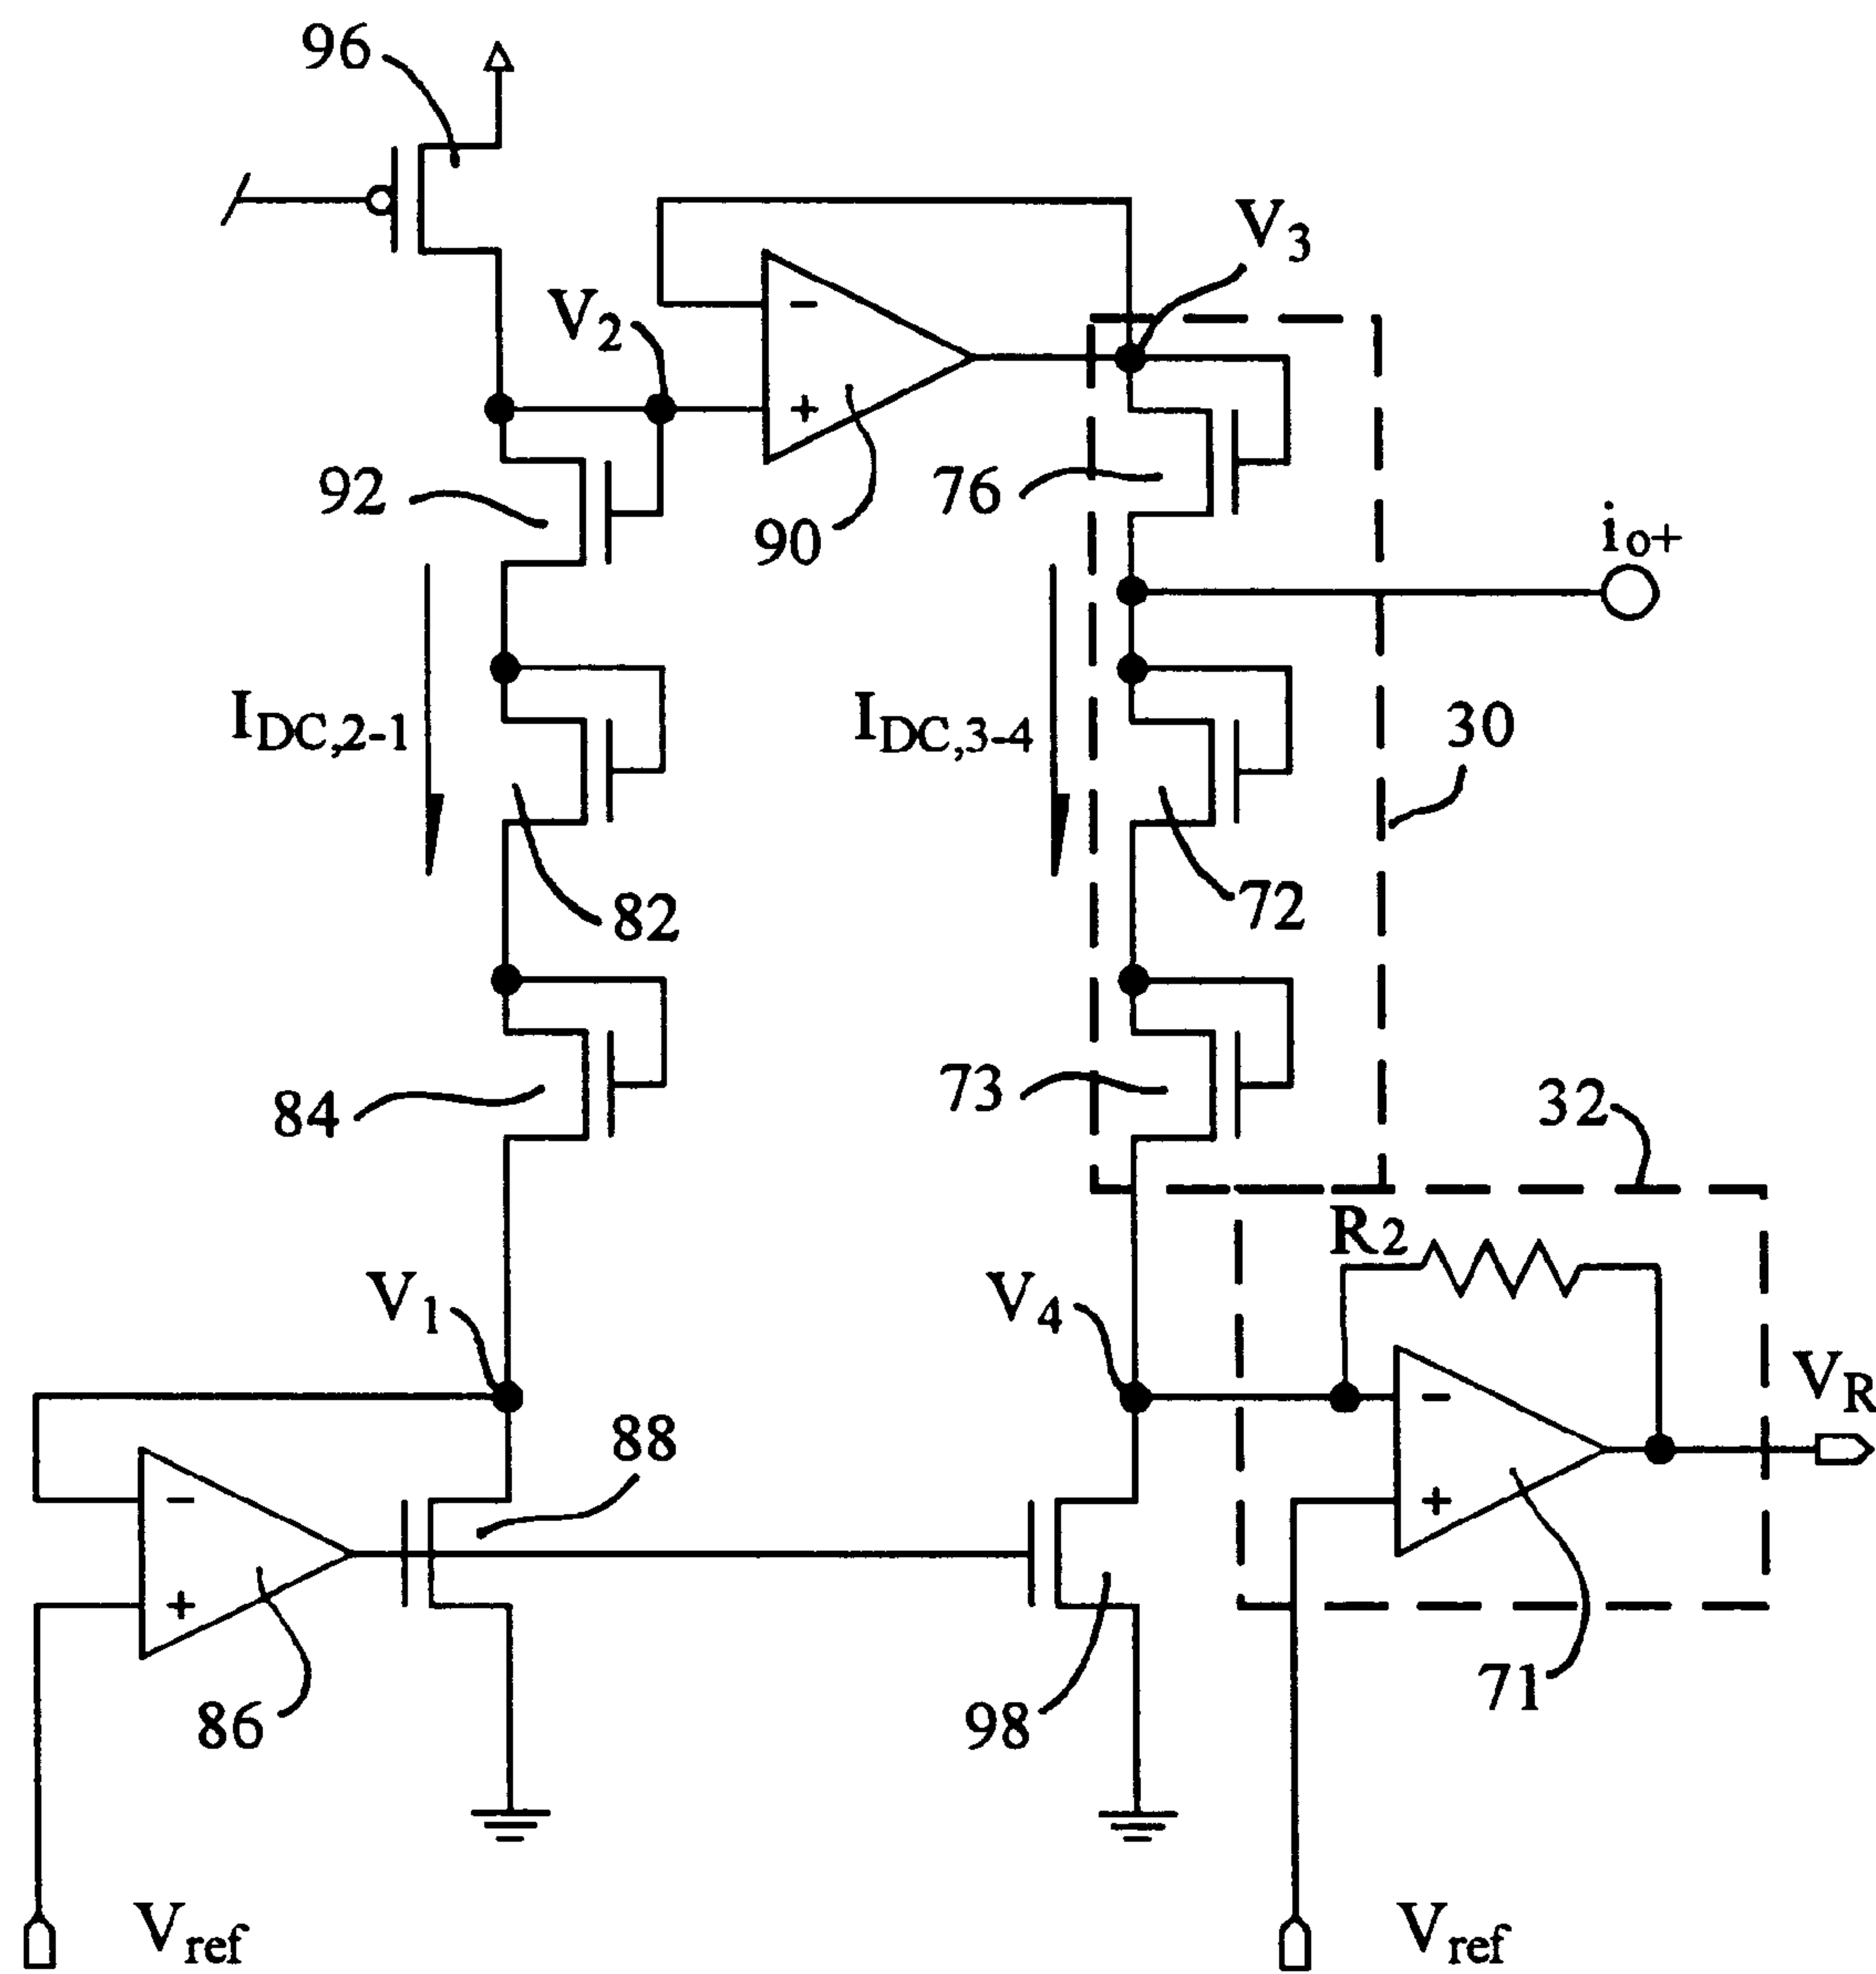 96
V3
V2
92
90
76
io+
IDC,2-1
IDC,3-4
30
82
72
84
73
32
R2
V1
V4
VR
88
86
98
71
Vref
Vref